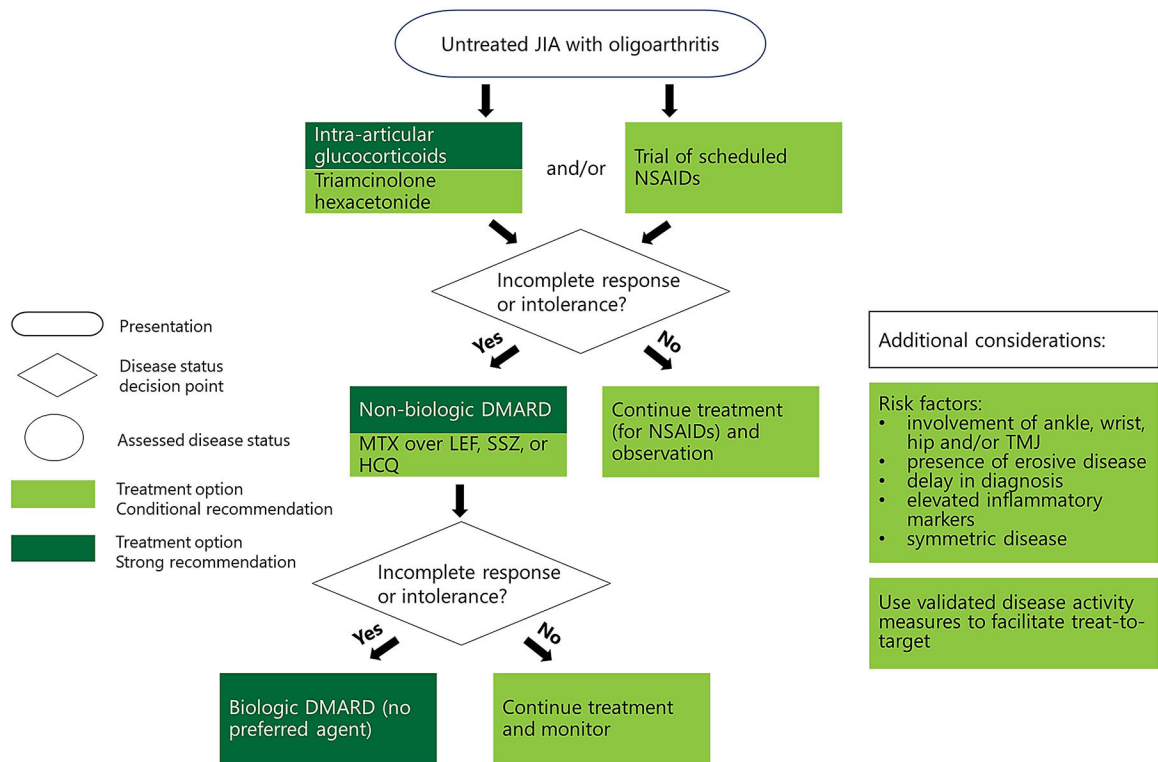 Untreated JIA with oligoarthritis
Intra-articular
glucocorticoids
Triamcinolone
hexacetonide
and/or
Trial of scheduled
NSAIDs
Incomplete response
or intolerance?
Yes
No
Non-biologic DMARD
MTX over LEF, SSZ, or
HCQ
Continue treatment
(for NSAIDs) and
observation
Incomplete response
or intolerance?
Yes
No
Biologic DMARD (no
preferred agent)
Continue treatment
and monitor
Presentation
Disease status
decision point
Assessed disease status
Treatment option
Conditional recommendation
Treatment option
Strong recommendation
Additional considerations:
Risk factors:
• involvement of ankle, wrist,
hip and/or TMJ
• presence of erosive disease
• delay in diagnosis
• elevated inflammatory
markers
• symmetric disease
Use validated disease activity
measures to facilitate treat-to-
target